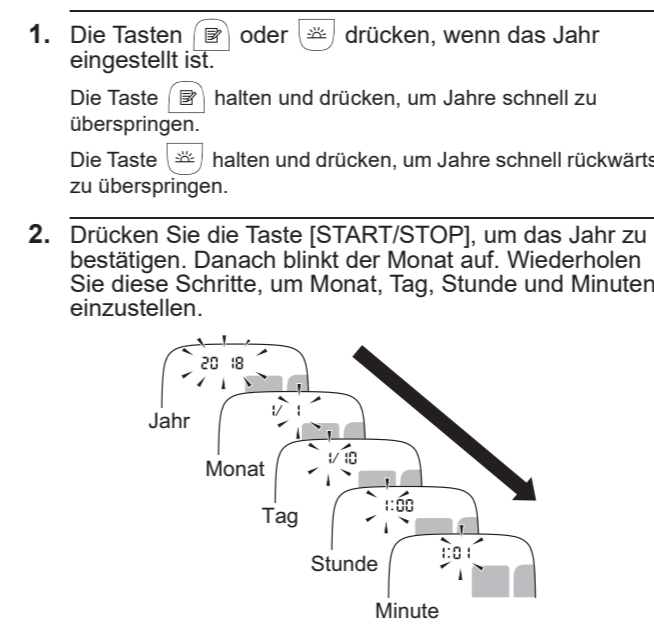 1. Die Tasten oder drücken, wenn das Jahr
eingestellt ist.
Die Taste halten und drücken, um Jahre schnell zu
überspringen.
Die Taste halten und drücken, um Jahre schnell rückwärts
zu überspringen.
2. Drücken Sie die Taste [START/STOP], um das Jahr zu
bestätigen. Danach blinkt der Monat auf. Wiederholen
Sie diese Schritte, um Monat, Tag, Stunde und Minuten
einzustellen.
20 18
Jahr
1/ 1
Monat
1/ 10
Tag
1:00
Stunde
1:01
Minute